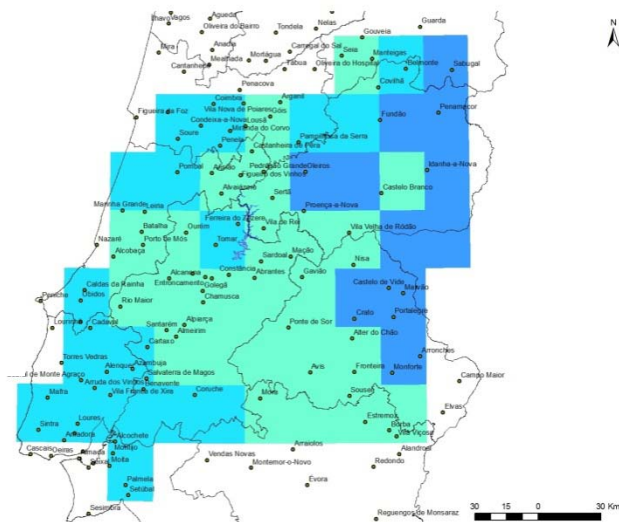 Ílhavo Vagos
Águeda
Oliveira do Bairro
Tondela
Nelas
Guarda
N
Gouveia
Mira
Anadia
Mealhada
Mortágua
Carregal do Sal
Seia
Manteigas
Cantanhede
Tábua
Oliveira do Hospital
Belmonte
Sabugal
Penacova
Covilhã
Coimbra
Arganil
Figueira da Foz
Vila Nova de Poiares
Góis
Penamacor
Condeixa-a-Nova
Lousã
Fundão
Miranda do Corvo
Soure
Penela
Pampilhosa da Serra
Castanheira de Pêra
Pombal
Ansião
Pedrógão Grande
Oleiros
Idanha-a-Nova
Figueiró dos Vinhos
Alvaiázere
Sertã
Castelo Branco
Marinha Grande
Leiria
Proença-a-Nova
Ferreira do Zêzere
Batalha
Ourém
Vila de Rei
Vila Velha de Ródão
Nazaré
Porto de Mós
Tomar
Alcobaça
Sardoal
Mação
Nisa
Alcanena
Constância
Caldas da Rainha
Entroncamento
Abrantes
Gavião
Castelo de Vide
Golegã
Marvão
Peniche
Óbidos
Chamusca
Rio Maior
Lourinhã
Cadaval
Santarém
Alpiarça
Almeirim
Ponte de Sor
Crato
Portalegre
Cartaxo
Alter do Chão
Arronches
Torres Vedras
Azambuja
Alenquer
Salvaterra de Magos
Avis
Fronteira
Monforte
Campo Maior
l de Monte Agraço
Arruda dos Vinhos
Benavente
Mafra
Vila Franca de Xira
Coruche
Mora
Sousel
Elvas
Sintra
Loures
Estremoz
Borba
Vila Viçosa
Amadora
Alcochete
Cascais
Oeiras
Montijo
Arraiolos
Alandroal
Almada
Seixal
Moita
Vendas Novas
Montemor-o-Novo
Redondo
Palmela
Évora
Setúbal
Sesimbra
Reguengos de Monsaraz
30 15 0 30 Km